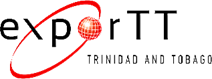 exporTT
TRINIDAD AND TOBAGO